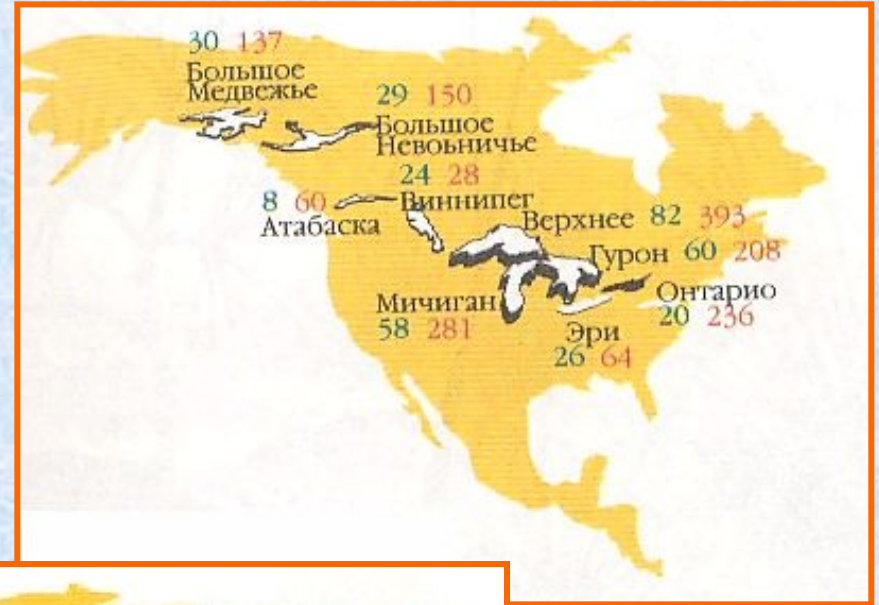 30 137
Большое
Медвежье
29 150
Большое
Невоьничье
24 28
Виннипег
8 60
Атабаска
Верхнее 82 393
Гурон 60 208
Онтарио
20 236
Мичиган
58 281
Эри
26 64